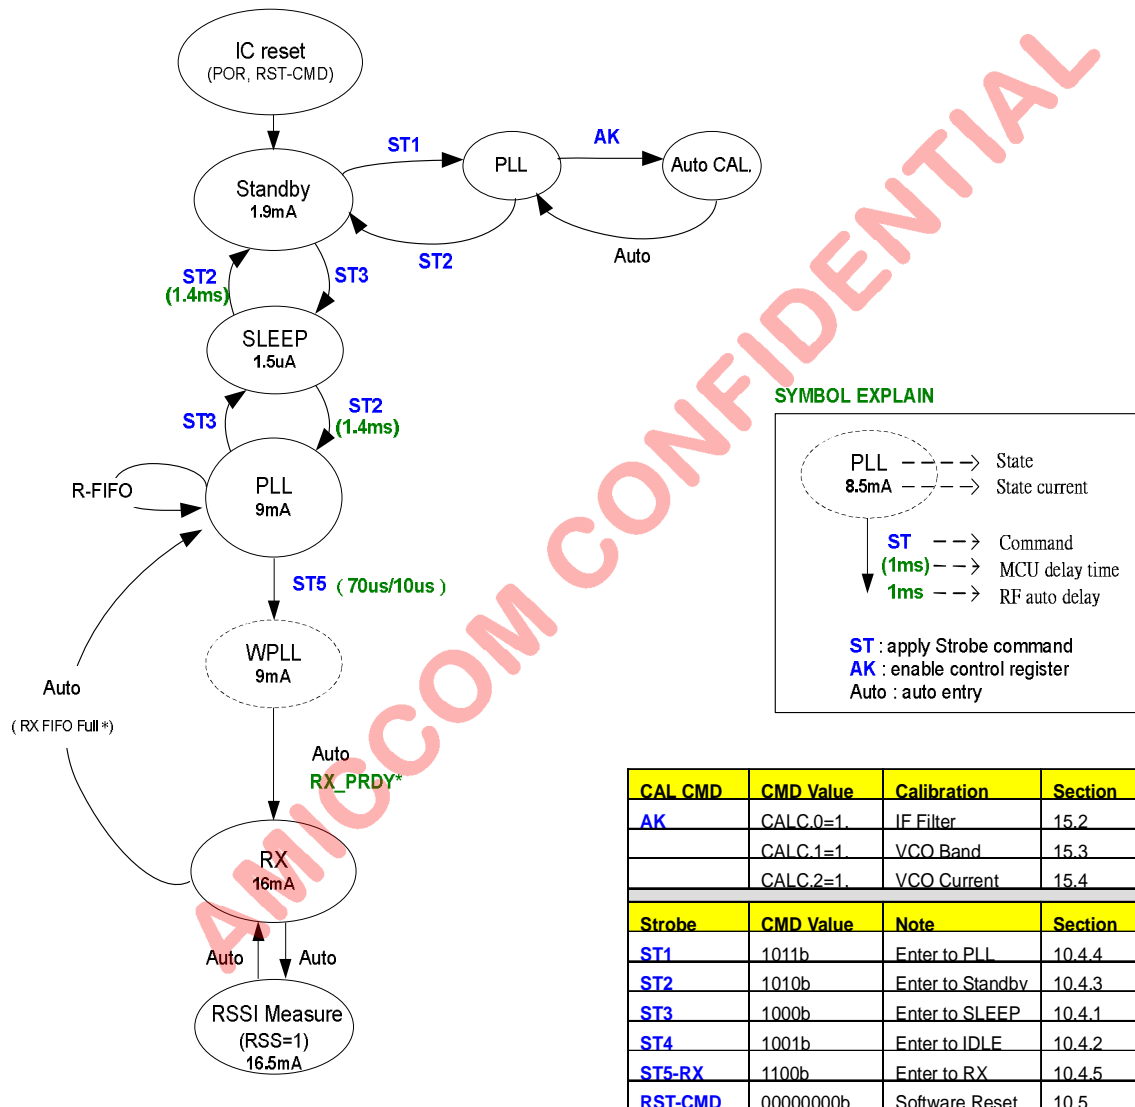 IC reset
(POR, RST-CMD)
ST1
AK
PLL
Auto CAL.
Standby
1.9mA
ST2
Auto
ST2
(1.4ms)
ST3
SLEEP
1.5uA
ST3
ST2
(1.4ms)
R-FIFO
PLL
9mA
ST5 ( 70us/10us )
WPLL
9mA
Auto
( RX FIFO Full *)
Auto
RX_PRDY*
RX
16mA
Auto
Auto
RSSI Measure
(RSS=1)
16.5mA
SYMBOL EXPLAIN
PLL State
8.5mA State current
ST Command
(1ms) MCU delay time
1ms RF auto delay
ST : apply Strobe command
AK : enable control register
Auto : auto entry
CAL CMD CMD Value Calibration Section
AK CALC.0=1. IF Filter 15.2
CALC.1=1. VCO Band 15.3
CALC.2=1. VCO Current 15.4
Strobe CMD Value Note Section
ST1 1011b Enter to PLL 10.4.4
ST2 1010b Enter to Standby 10.4.3
ST3 1000b Enter to SLEEP 10.4.1
ST4 1001b Enter to IDLE 10.4.2
ST5-RX 1100b Enter to RX 10.4.5
RST-CMD 00000000b Software Reset 10.5
AMICCOM CONFIDENTIAL